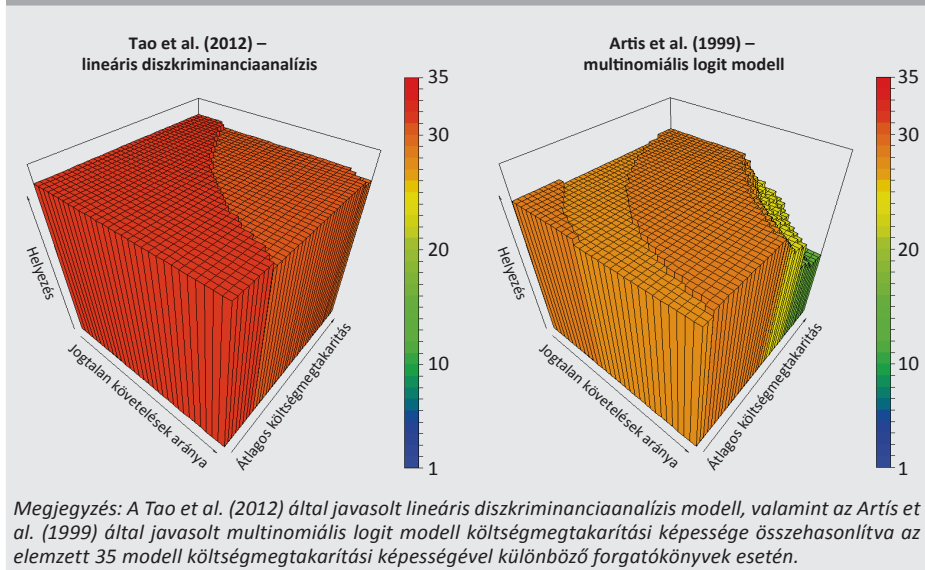 Tao et al. (2012) –
lineáris diszkriminanciaanalízis
Helyezés
Jogtalan követelések aránya
Átlagos költségmegtakarítás
35
30
20
10
1
Artís et al. (1999) –
multinomiális logit modell
Helyezés
Jogtalan követelések aránya
Átlagos költségmegtakarítás
35
30
20
10
1
Megjegyzés: A Tao et al. (2012) által javasolt lineáris diszkriminanciaanalízis modell, valamint az Artís et
al. (1999) által javasolt multinomiális logit modell költségmegtakarítási képessége összehasonlítva az
elemzett 35 modell költségmegtakarítási képességével különböző forgatókönyvek esetén.